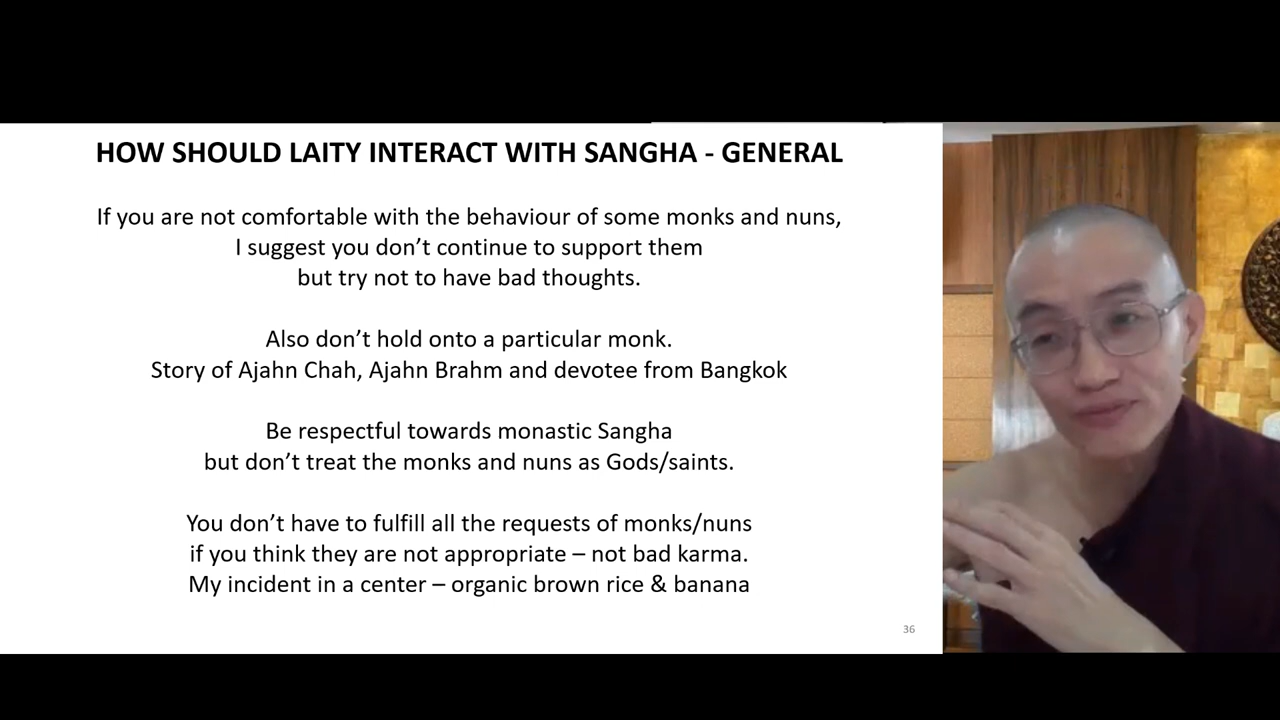 HOW SHOULD LAITY INTERACT WITH SANGHA - GENERAL
If you are not comfortable with the behaviour of some monks and nuns,
I suggest you don’t continue to support them
but try not to have bad thoughts.
Also don’t hold onto a particular monk.
Story of Ajahn Chah, Ajahn Brahm and devotee from Bangkok
Be respectful towards monastic Sangha
but don’t treat the monks and nuns as Gods/saints.
You don’t have to fulfill all the requests of monks/nuns
if you think they are not appropriate – not bad karma.
My incident in a center – organic brown rice & banana
36